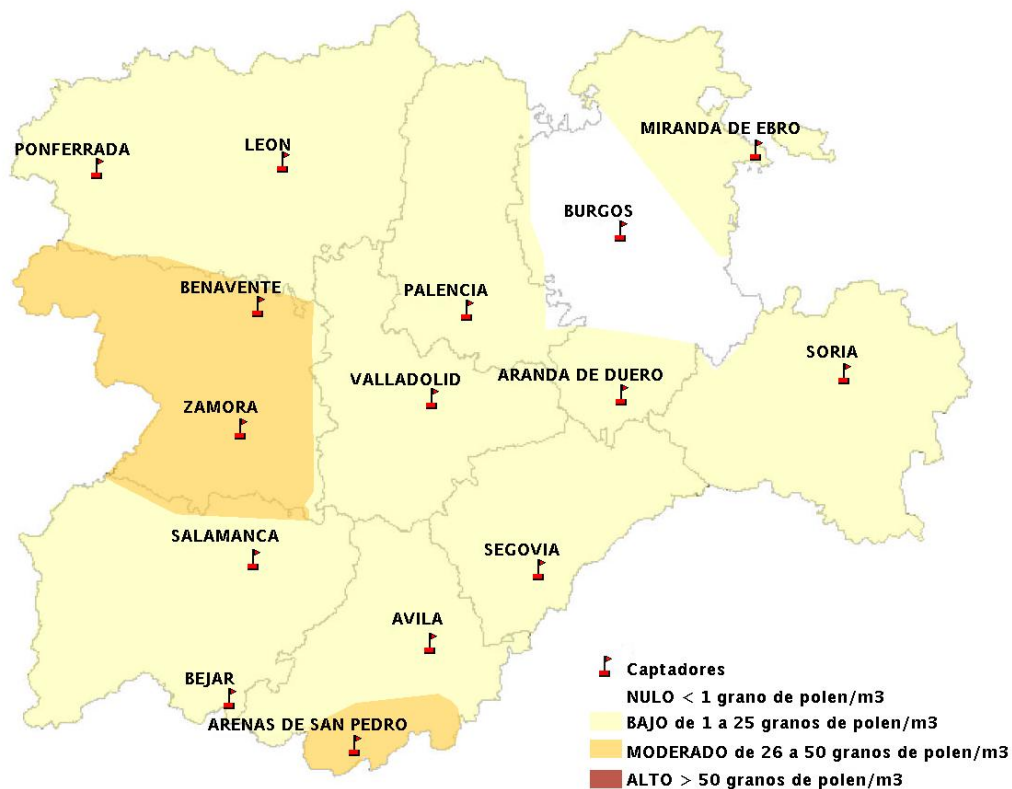 MIRANDA DE EBRO
PONFERRADA
LEON
BURGOS
BENAVENTE
PALENCIA
SORIA
VALLADOLID
ARANDA DE DUERO
ZAMORA
SALAMANCA
SEGOVIA
AVILA
BEJAR
ARENAS DE SAN PEDRO
Captadores
NULO < 1 grano de polen/m3
BAJO de 1 a 25 granos de polen/m3
MODERADO de 26 a 50 granos de polen/m3
ALTO > 50 granos de polen/m3